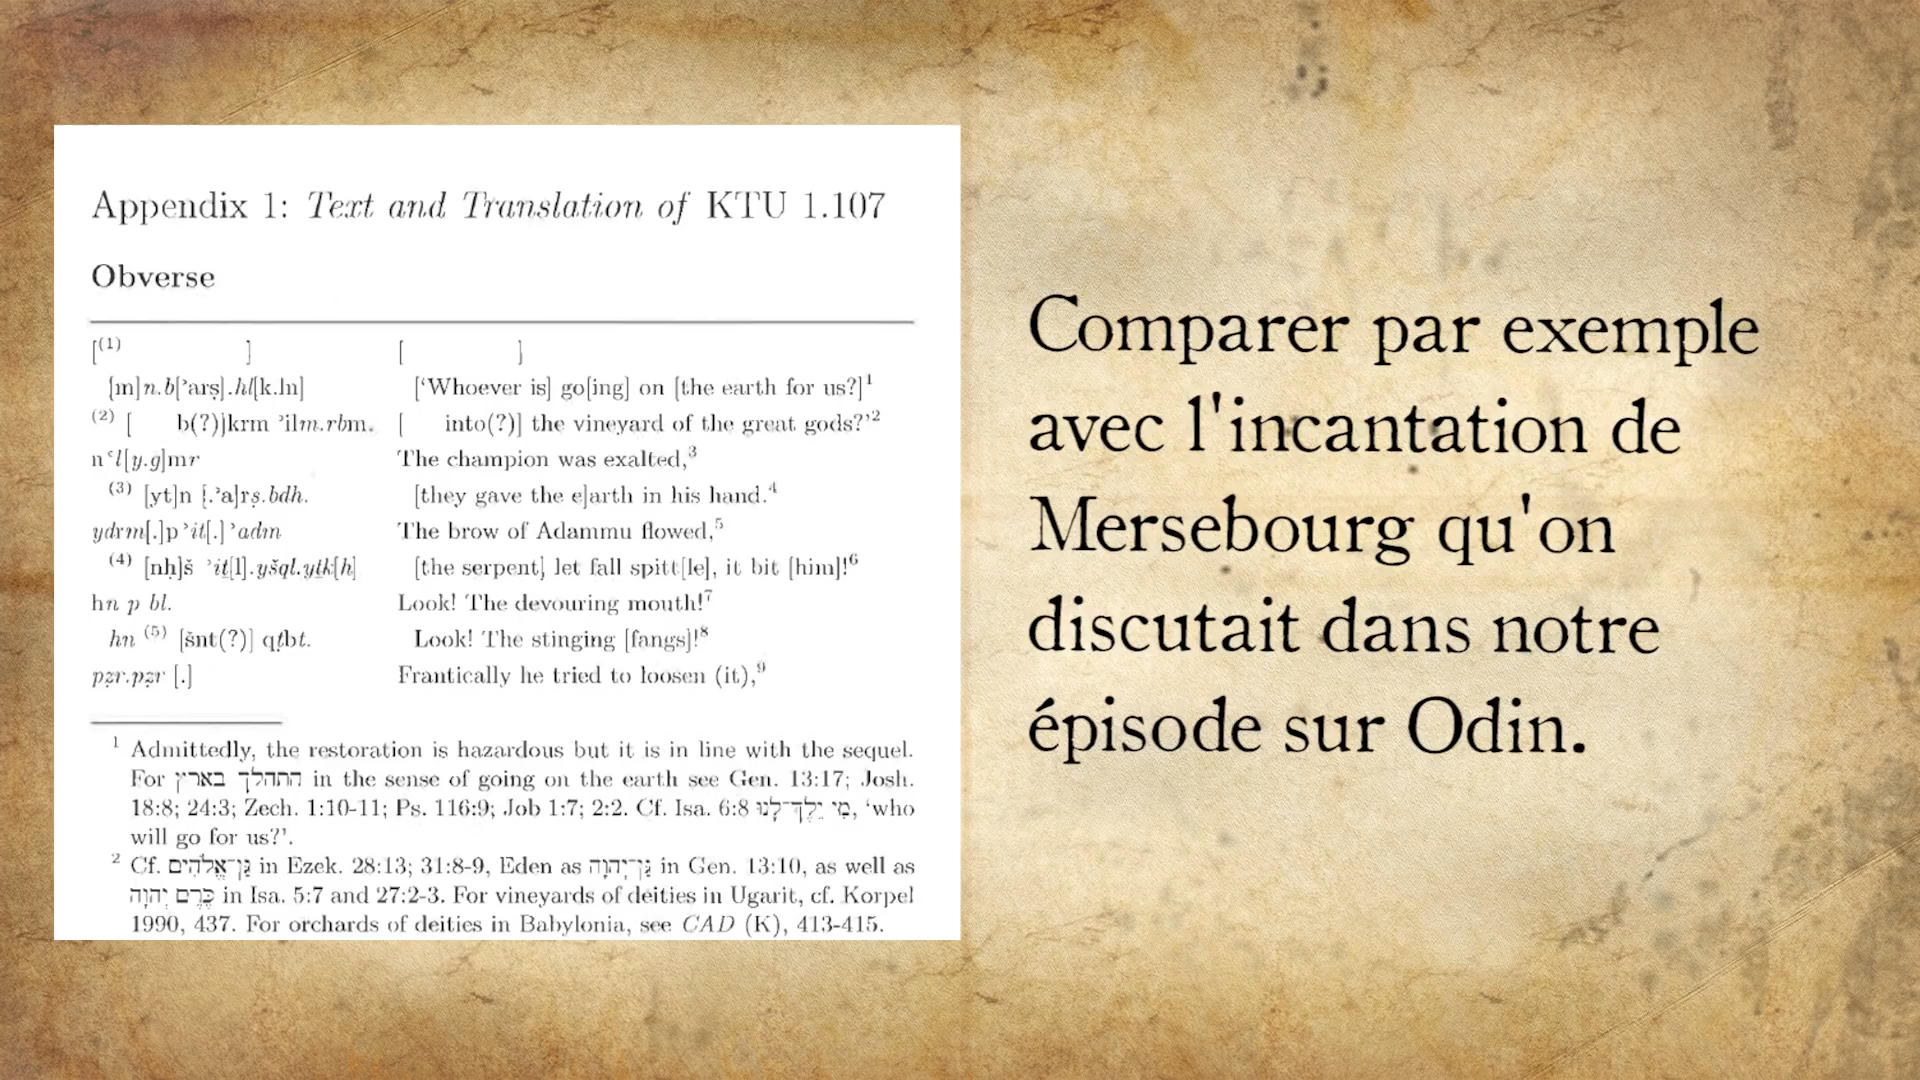 Appendix 1: Text and Translation of KTU 1.107
Obverse
[(1) ] [ ]
[m]n.b[ʾarṣ].hl[k.ln] [‘Whoever is] go[ing] on [the earth for us?]1
(2) [ b(?)]krm ʾilm.rbm. [ into(?)] the vineyard of the great gods?’2
nʿl[y.g]mr The champion was exalted,3
(3) [yt]n [.ʾa]rṣ.bdh. [they gave the e]arth in his hand.4
ydrm[.]pʾit[.]ʾadm The brow of Adammu flowed,5
(4) [nḥ]š ʾiṯ[l].yšql.yṯk[h] [the serpent] let fall spitt[le], it bit [him]!6
hn p bl. Look! The devouring mouth!7
hn (5) [šnt(?)] qṭbt. Look! The stinging [fangs]!8
pẓr.pẓr [.] Frantically he tried to loosen (it),9
1 Admittedly, the restoration is hazardous but it is in line with the sequel.
For התהלך בארץ in the sense of going on the earth see Gen. 13:17; Josh.
18:8; 24:3; Zech. 1:10-11; Ps. 116:9; Job 1:7; 2:2. Cf. Isa. 6:8 מִי יֵלֶךְ־לָנוּ, ‘who
will go for us?’.
2 Cf. גַּן־אֱלֹהִים in Ezek. 28:13; 31:8-9, Eden as גַּן־יְהוָה in Gen. 13:10, as well as
כֶּרֶם יְהוָה in Isa. 5:7 and 27:2-3. For vineyards of deities in Ugarit, cf. Korpel
1990, 437. For orchards of deities in Babylonia, see CAD (K), 413-415.
Comparer par exemple
avec l'incantation de
Mersebourg qu'on
discutait dans notre
épisode sur Odin.